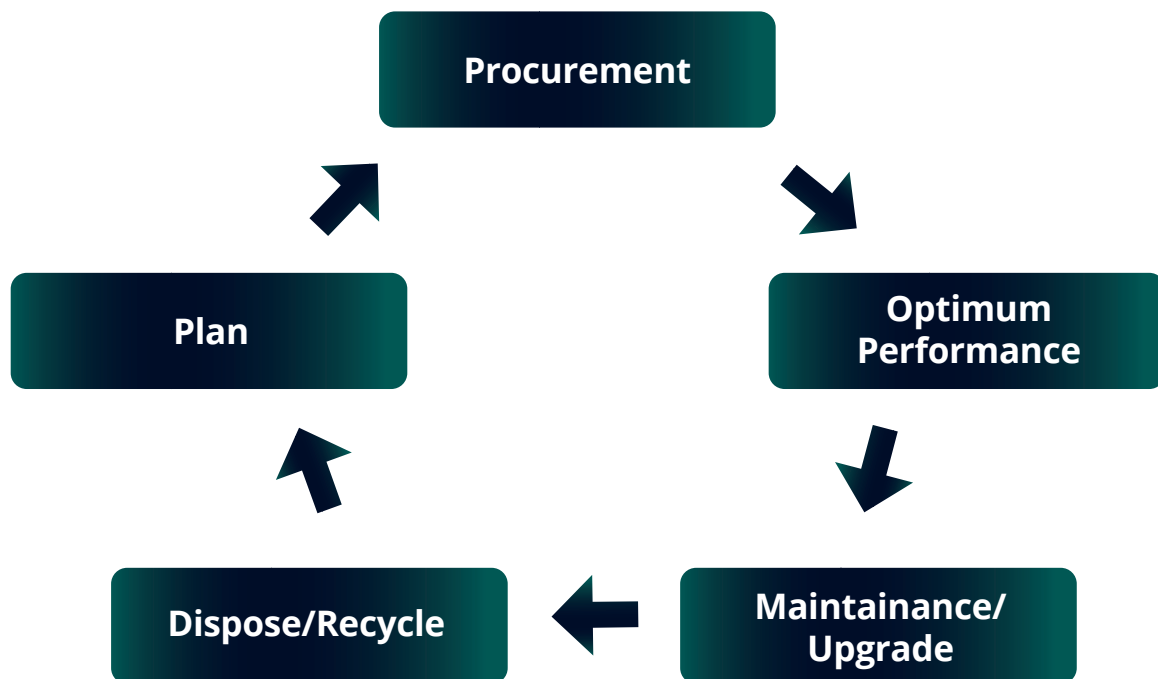 Procurement
Plan
Optimum
Performance
Dispose/Recycle
Maintainance/
Upgrade